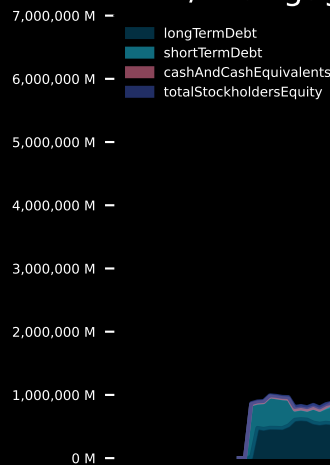 7,000,000 M
longTermDebt
shortTermDebt
6,000,000 M
cashAndCashEquivalents
totalStockholdersEquity
5,000,000 M
4,000,000 M
3,000,000 M
2,000,000 M
1,000,000 M
0 M